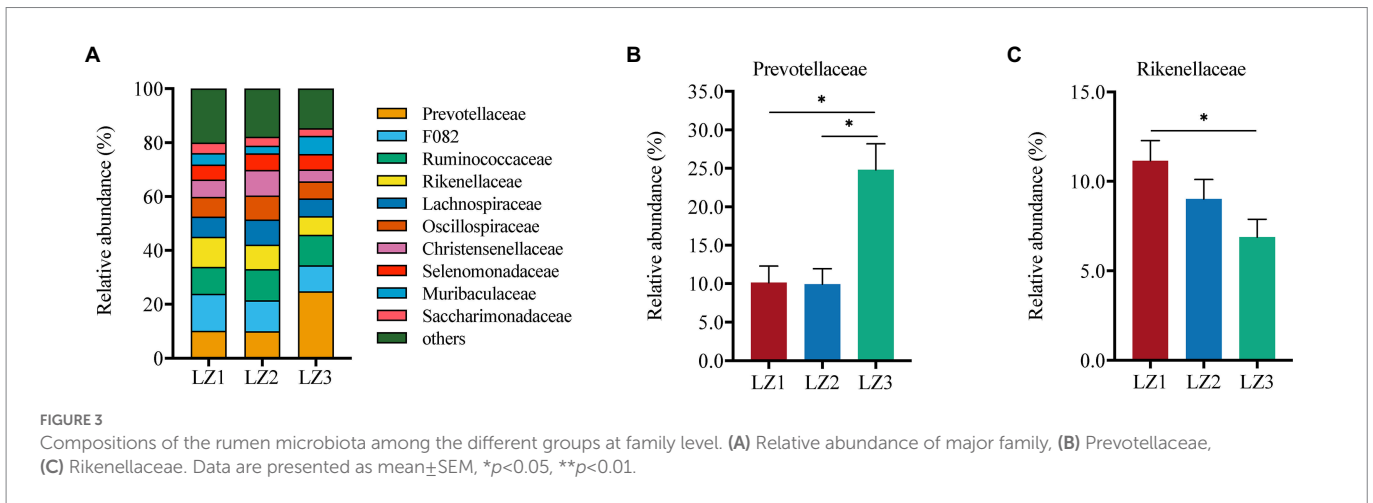 A
Relative abundance (%)
100
80
60
40
20
0
LZ1 LZ2 LZ3
Prevotellaceae
F082
Ruminococcaceae
Rikenellaceae
Lachnospiraceae
Oscillospiraceae
Christensenellaceae
Selenomonadaceae
Muribaculaceae
Saccharimonadaceae
others
B
Prevotellaceae
Relative abundance (%)
35.0
30.0
25.0
20.0
15.0
10.0
5.0
0.0
*
*
LZ1 LZ2 LZ3
C
Rikenellaceae
Relative abundance (%)
15.0
10.0
5.0
0.0
*
LZ1 LZ2 LZ3
FIGURE 3
Compositions of the rumen microbiota among the different groups at family level. (A) Relative abundance of major family, (B) Prevotellaceae,
(C) Rikenellaceae. Data are presented as mean±SEM, *p<0.05, **p<0.01.